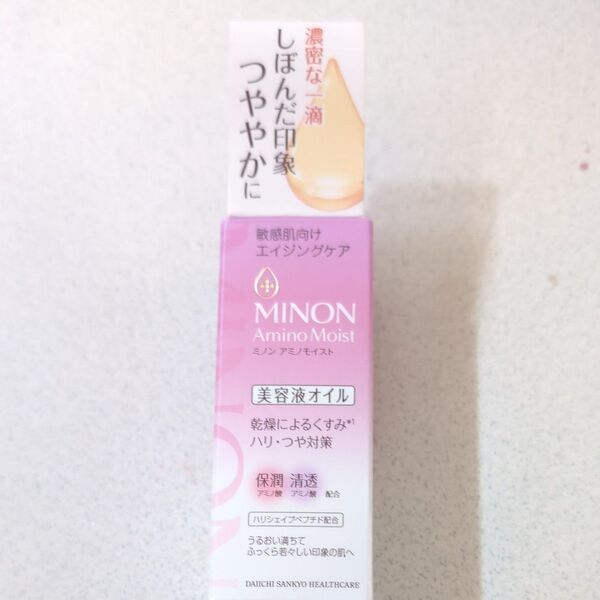 濃密な一滴
しぼんだ印象
つややかに
敏感肌向け
エイジングケア
MINON
Amino Moist
ミノン アミノモイスト
美容液オイル
乾燥によるくすみ*1
ハリ・つや対策
保潤 清透
アミノ酸 アミノ酸 配合
ハリシェイプペプチド配合
うるおい満ちて
ふっくら若々しい印象の肌へ
DAIICHI SANKYO HEALTHCARE
MINON